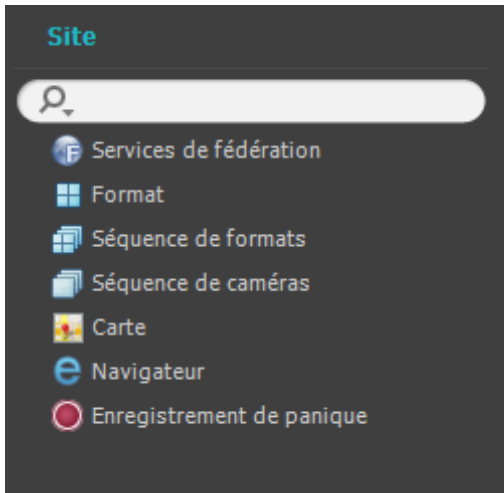 Site
Services de fédération
Format
Séquence de formats
Séquence de caméras
Carte
Navigateur
Enregistrement de panique